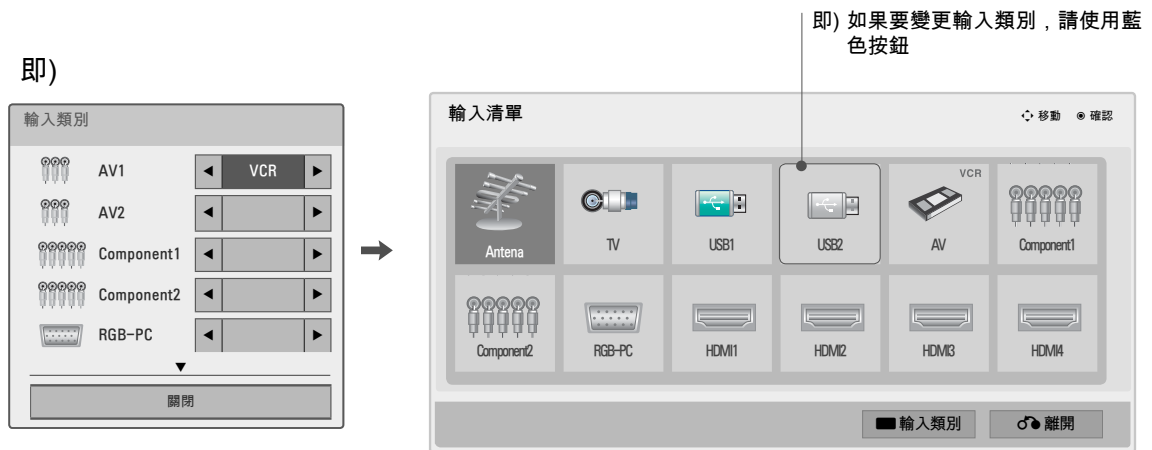 即) 如果要變更輸入類別，請使用藍
色按鈕
即)
輸入類別
AV1
VCR
AV2
Component1
Component2
RGB-PC
關閉
輸入清單
移動
確認
Antena
TV
USB1
USB2
VCR
AV
Component1
Component2
RGB-PC
HDMI1
HDMI2
HDMI3
HDMI4
輸入類別
離開